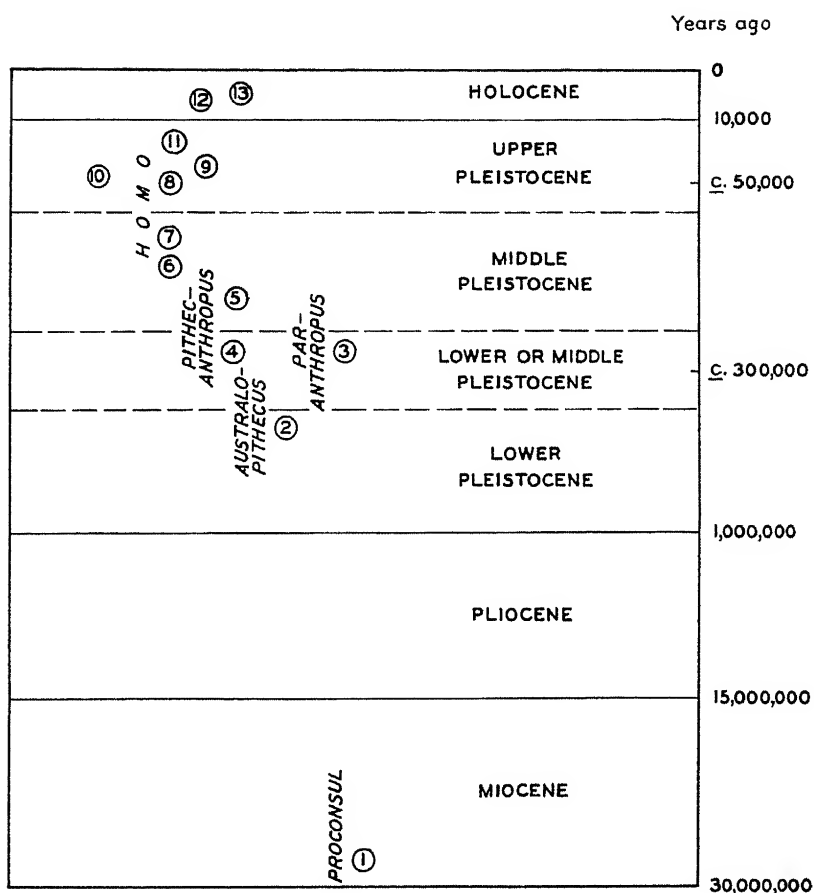 Years ago
0
⑫ ⑬
HOLOCENE
10,000
⑪
HOMO
⑨
⑩
⑧
UPPER
PLEISTOCENE
c. 50,000
⑦
⑥
MIDDLE
PLEISTOCENE
PITHEC-
ANTHROPUS
⑤
④
PAR-
ANTHROPUS
③
LOWER OR MIDDLE
PLEISTOCENE
c. 300,000
AUSTRALO-
PITHECUS
②
LOWER
PLEISTOCENE
1,000,000
PLIOCENE
15,000,000
MIOCENE
PROCONSUL
①
30,000,000